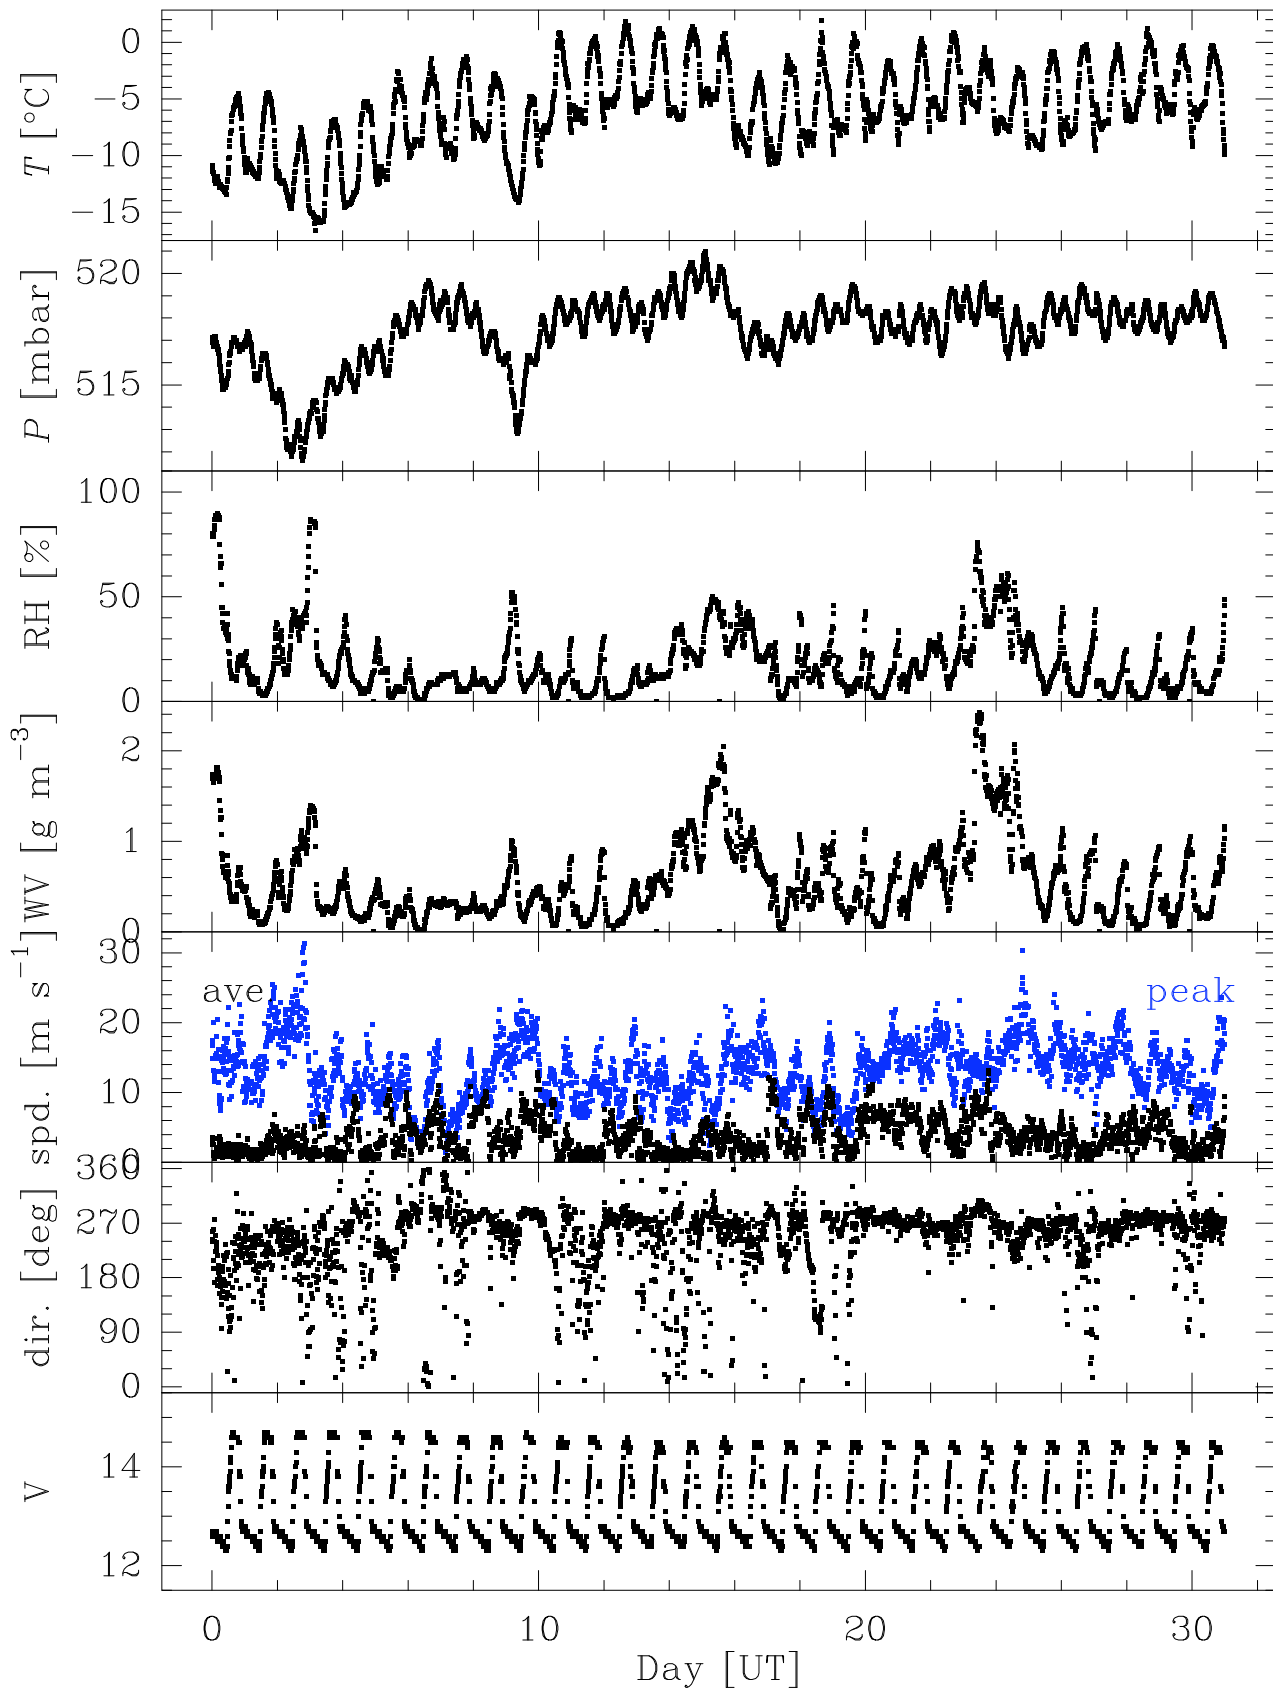 T [°C]
0
−5
−10
−15
P [mbar]
520
515
RH [%]
100
50
0
WV [g m−3]
2
1
0
spd. [m s−1]
30
20
10
0
ave
peak
dir. [deg]
360
270
180
90
0
V
14
12
0 10 20 30
Day [UT]